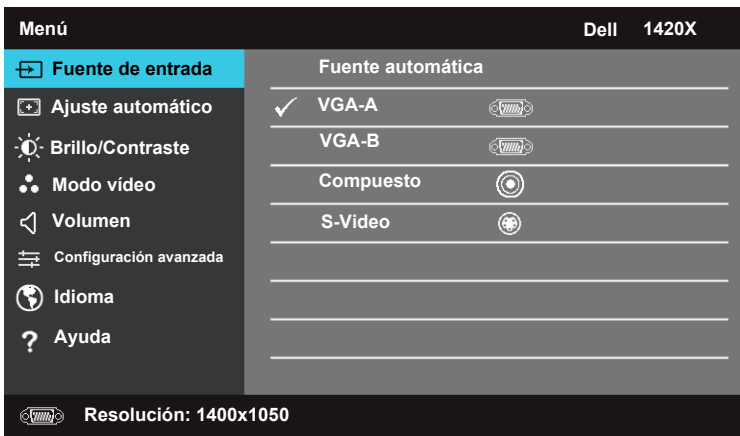 Menú Dell 1420X
Fuente de entrada
Ajuste automático
Brillo/Contraste
Modo vídeo
Volumen
Configuración avanzada
Idioma
? Ayuda
Fuente automática
VGA-A
VGA-B
Compuesto
S-Video
Resolución: 1400x1050